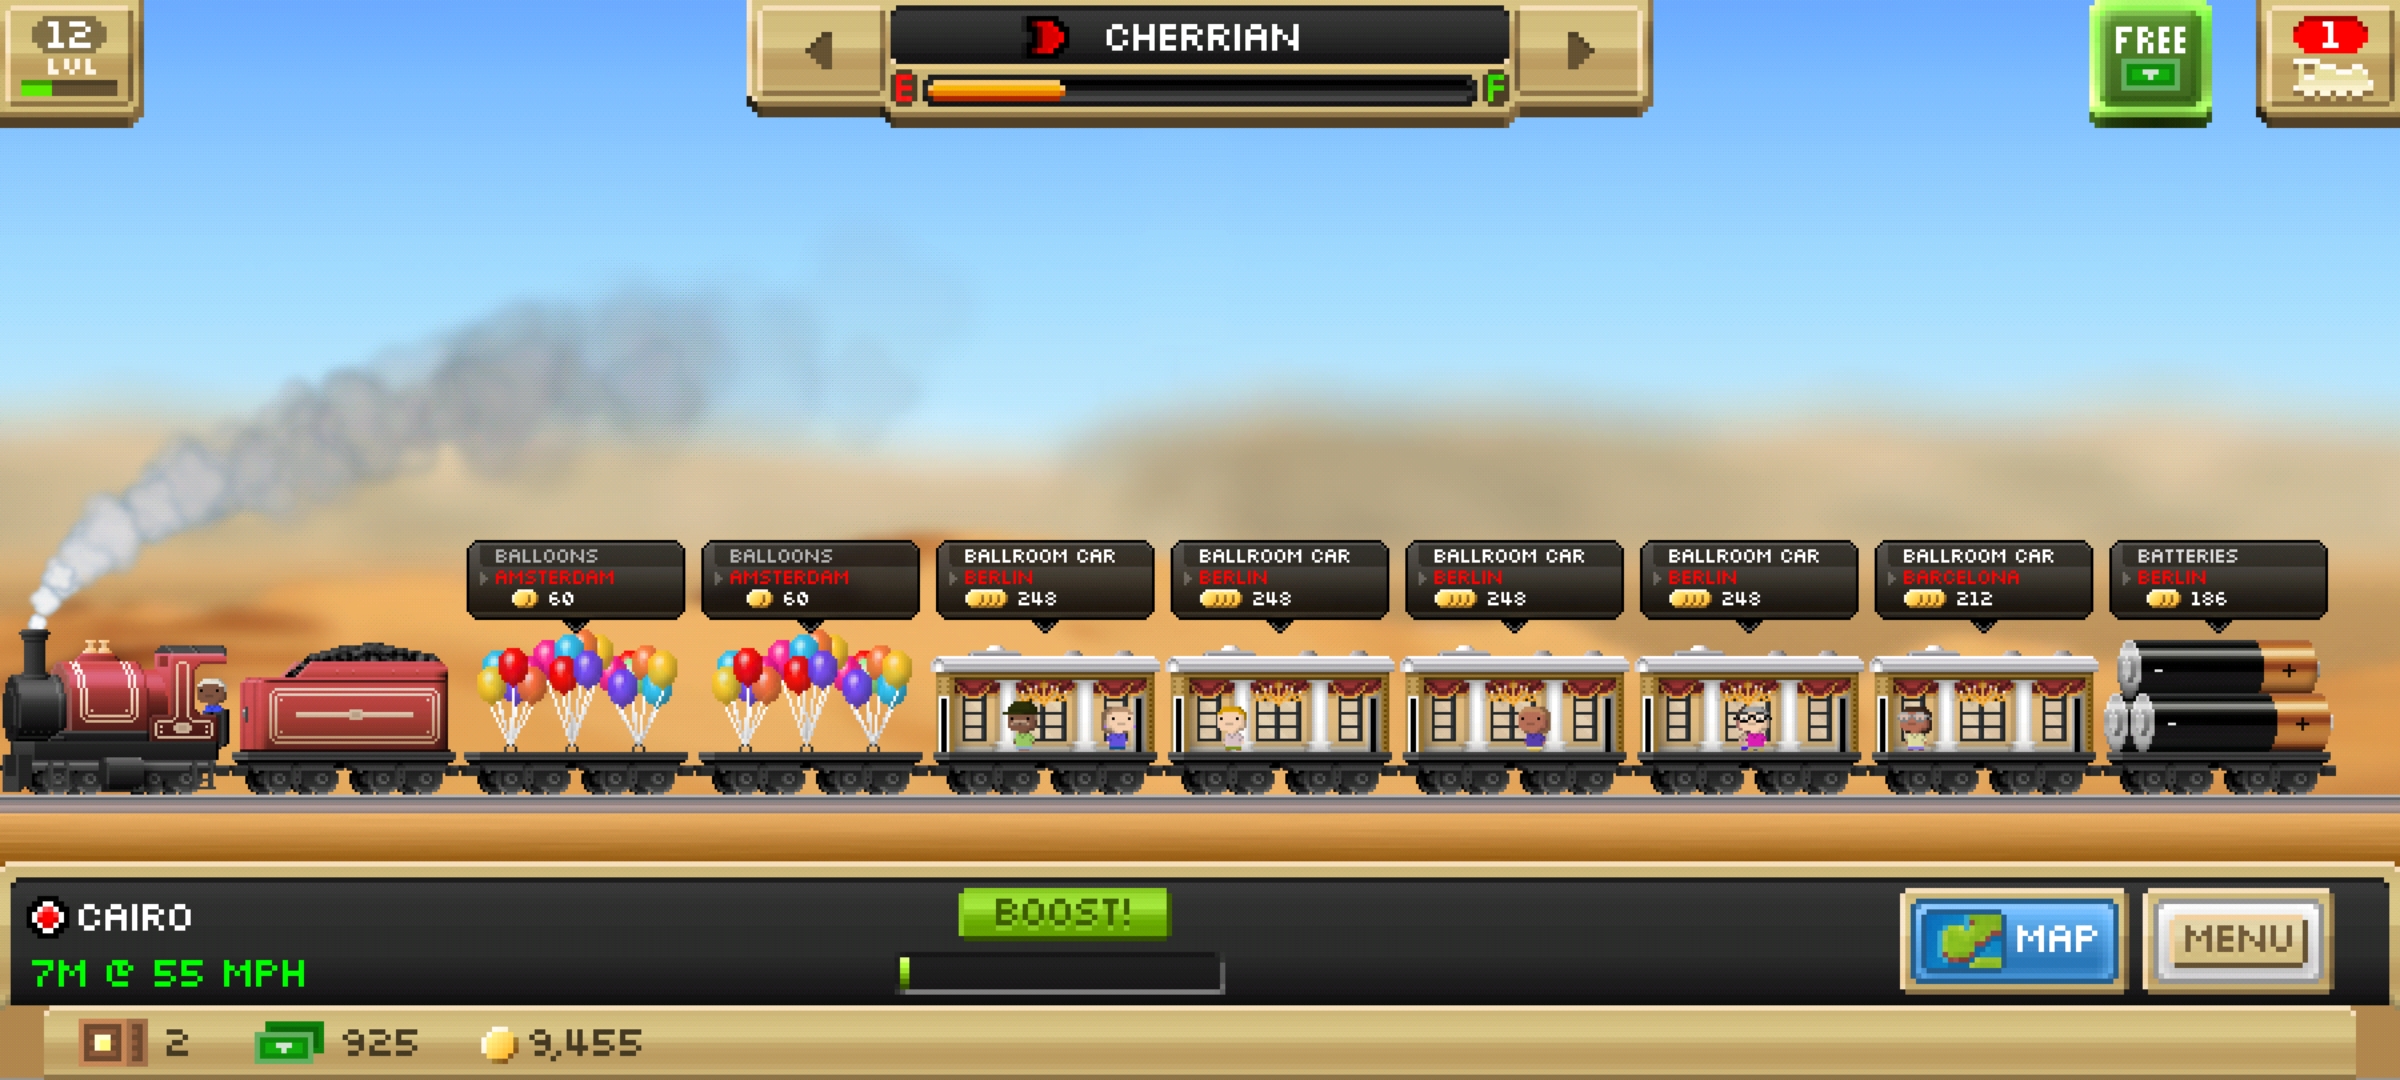 12
LVL
CHERRIAN
E
F
FREE
1
BALLOONS
AMSTERDAM
60
BALLOONS
AMSTERDAM
60
BALLROOM CAR
BERLIN
248
BALLROOM CAR
BERLIN
248
BALLROOM CAR
BERLIN
248
BALLROOM CAR
BERLIN
248
BALLROOM CAR
BARCELONA
212
BATTERIES
BERLIN
186
-
+
-
+
CAIRO
7M @ 55 MPH
BOOST!
MAP
MENU
2
925
9,455